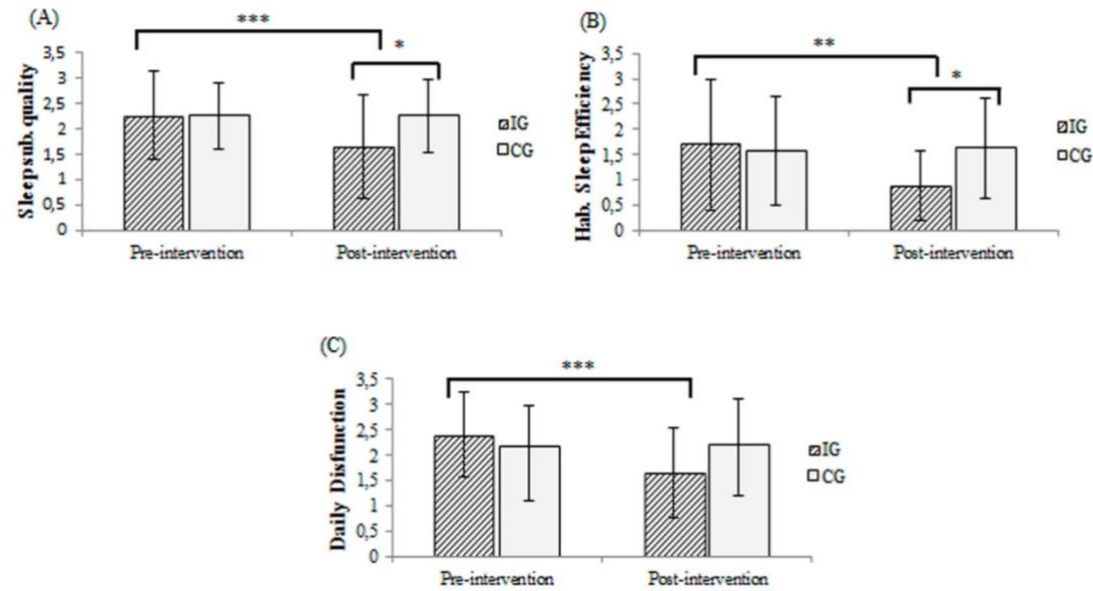 (A)
***
*
3,5
3
2,5
2
1,5
1
0,5
0
Sleep sub. quality
Pre-intervention
Post-intervention
IG
CG
(B)
**
*
3,5
3
2,5
2
1,5
1
0,5
0
Hab. Sleep Efficiency
Pre-intervention
Post-intervention
IG
CG
(C)
***
3,5
3
2,5
2
1,5
1
0,5
0
Daily Disfunction
Pre-intervention
Post-intervention
IG
CG